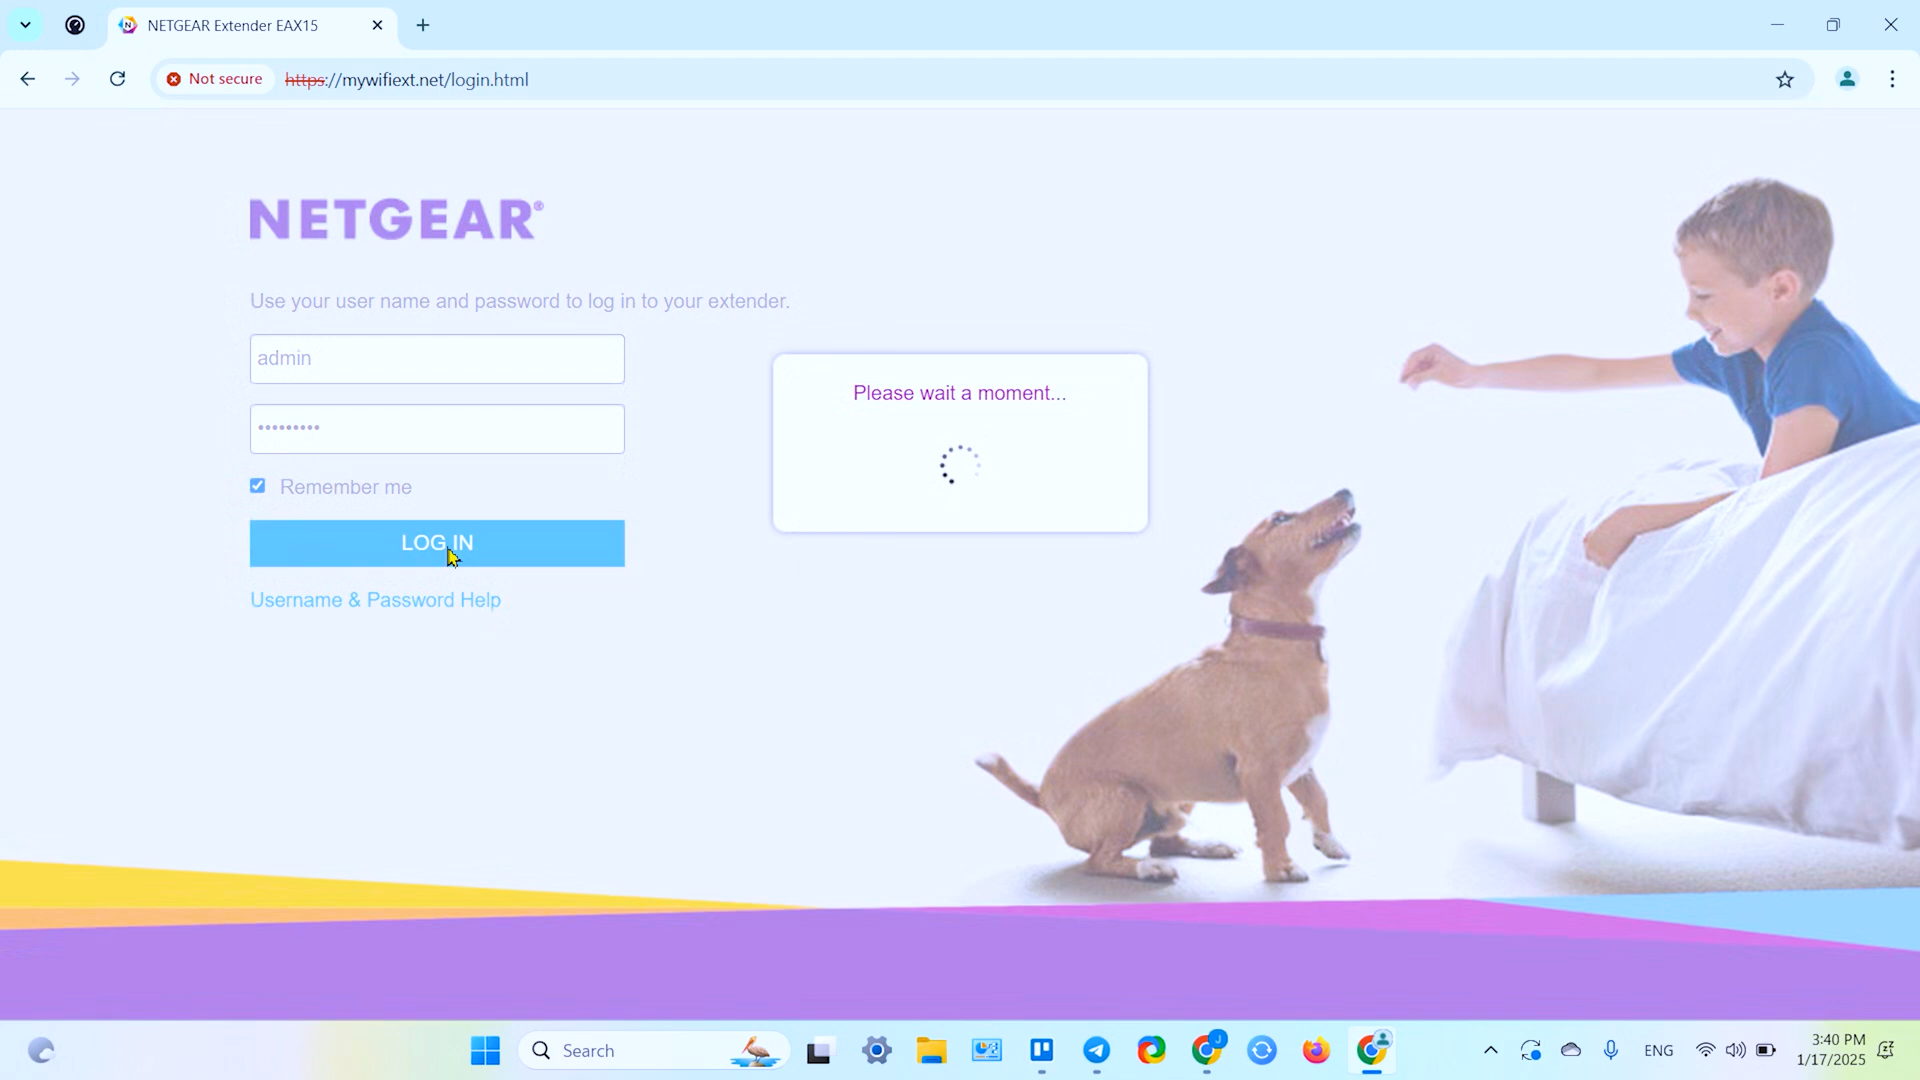 NETGEAR Extender EAX15
Not secure https://mywifiext.net/login.html
NETGEAR®
Use your user name and password to log in to your extender.
admin
•••••••••
Remember me
LOG IN
Username & Password Help
Please wait a moment...
Search
ENG
3:40 PM
1/17/2025